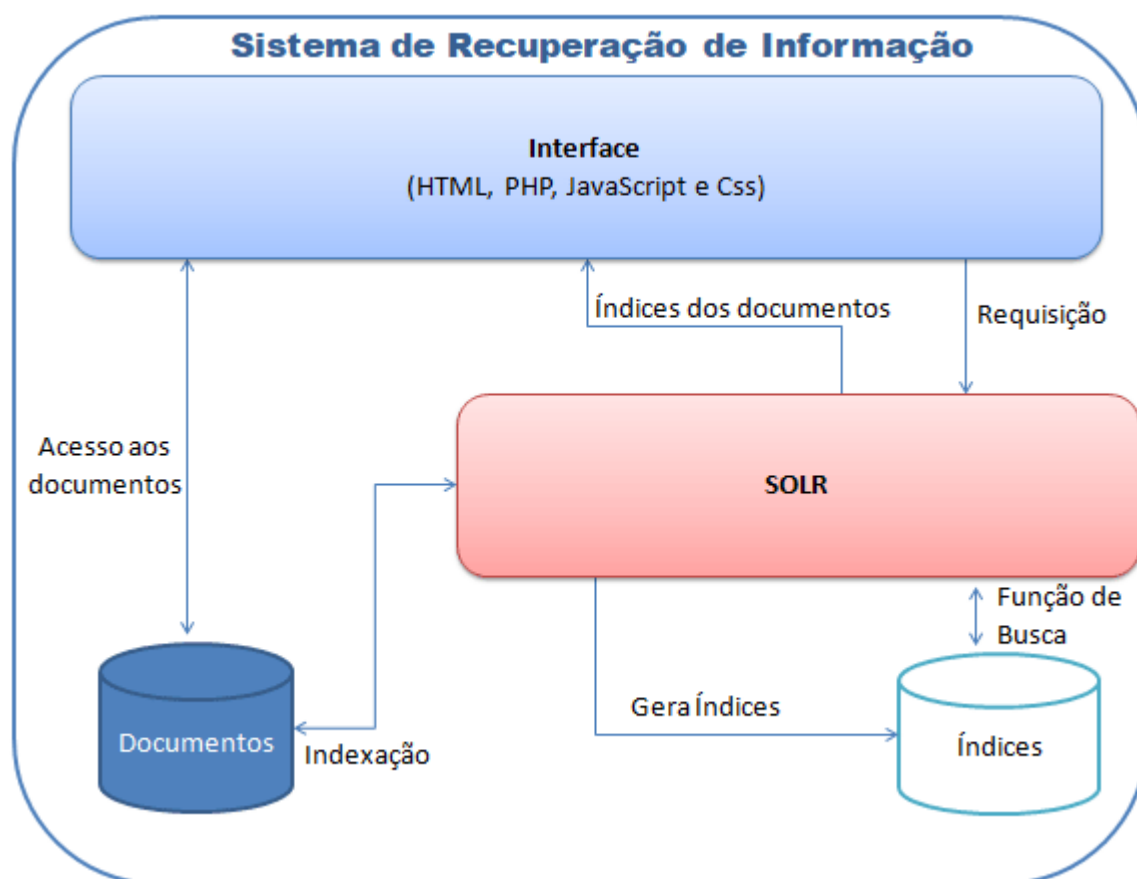 Sistema de Recuperação de Informação
Interface
(HTML, PHP, JavaScript e Css)
Índices dos documentos
Requisição
Acesso aos
documentos
SOLR
Função de
Busca
Gera Índices
Documentos
Indexação
Índices